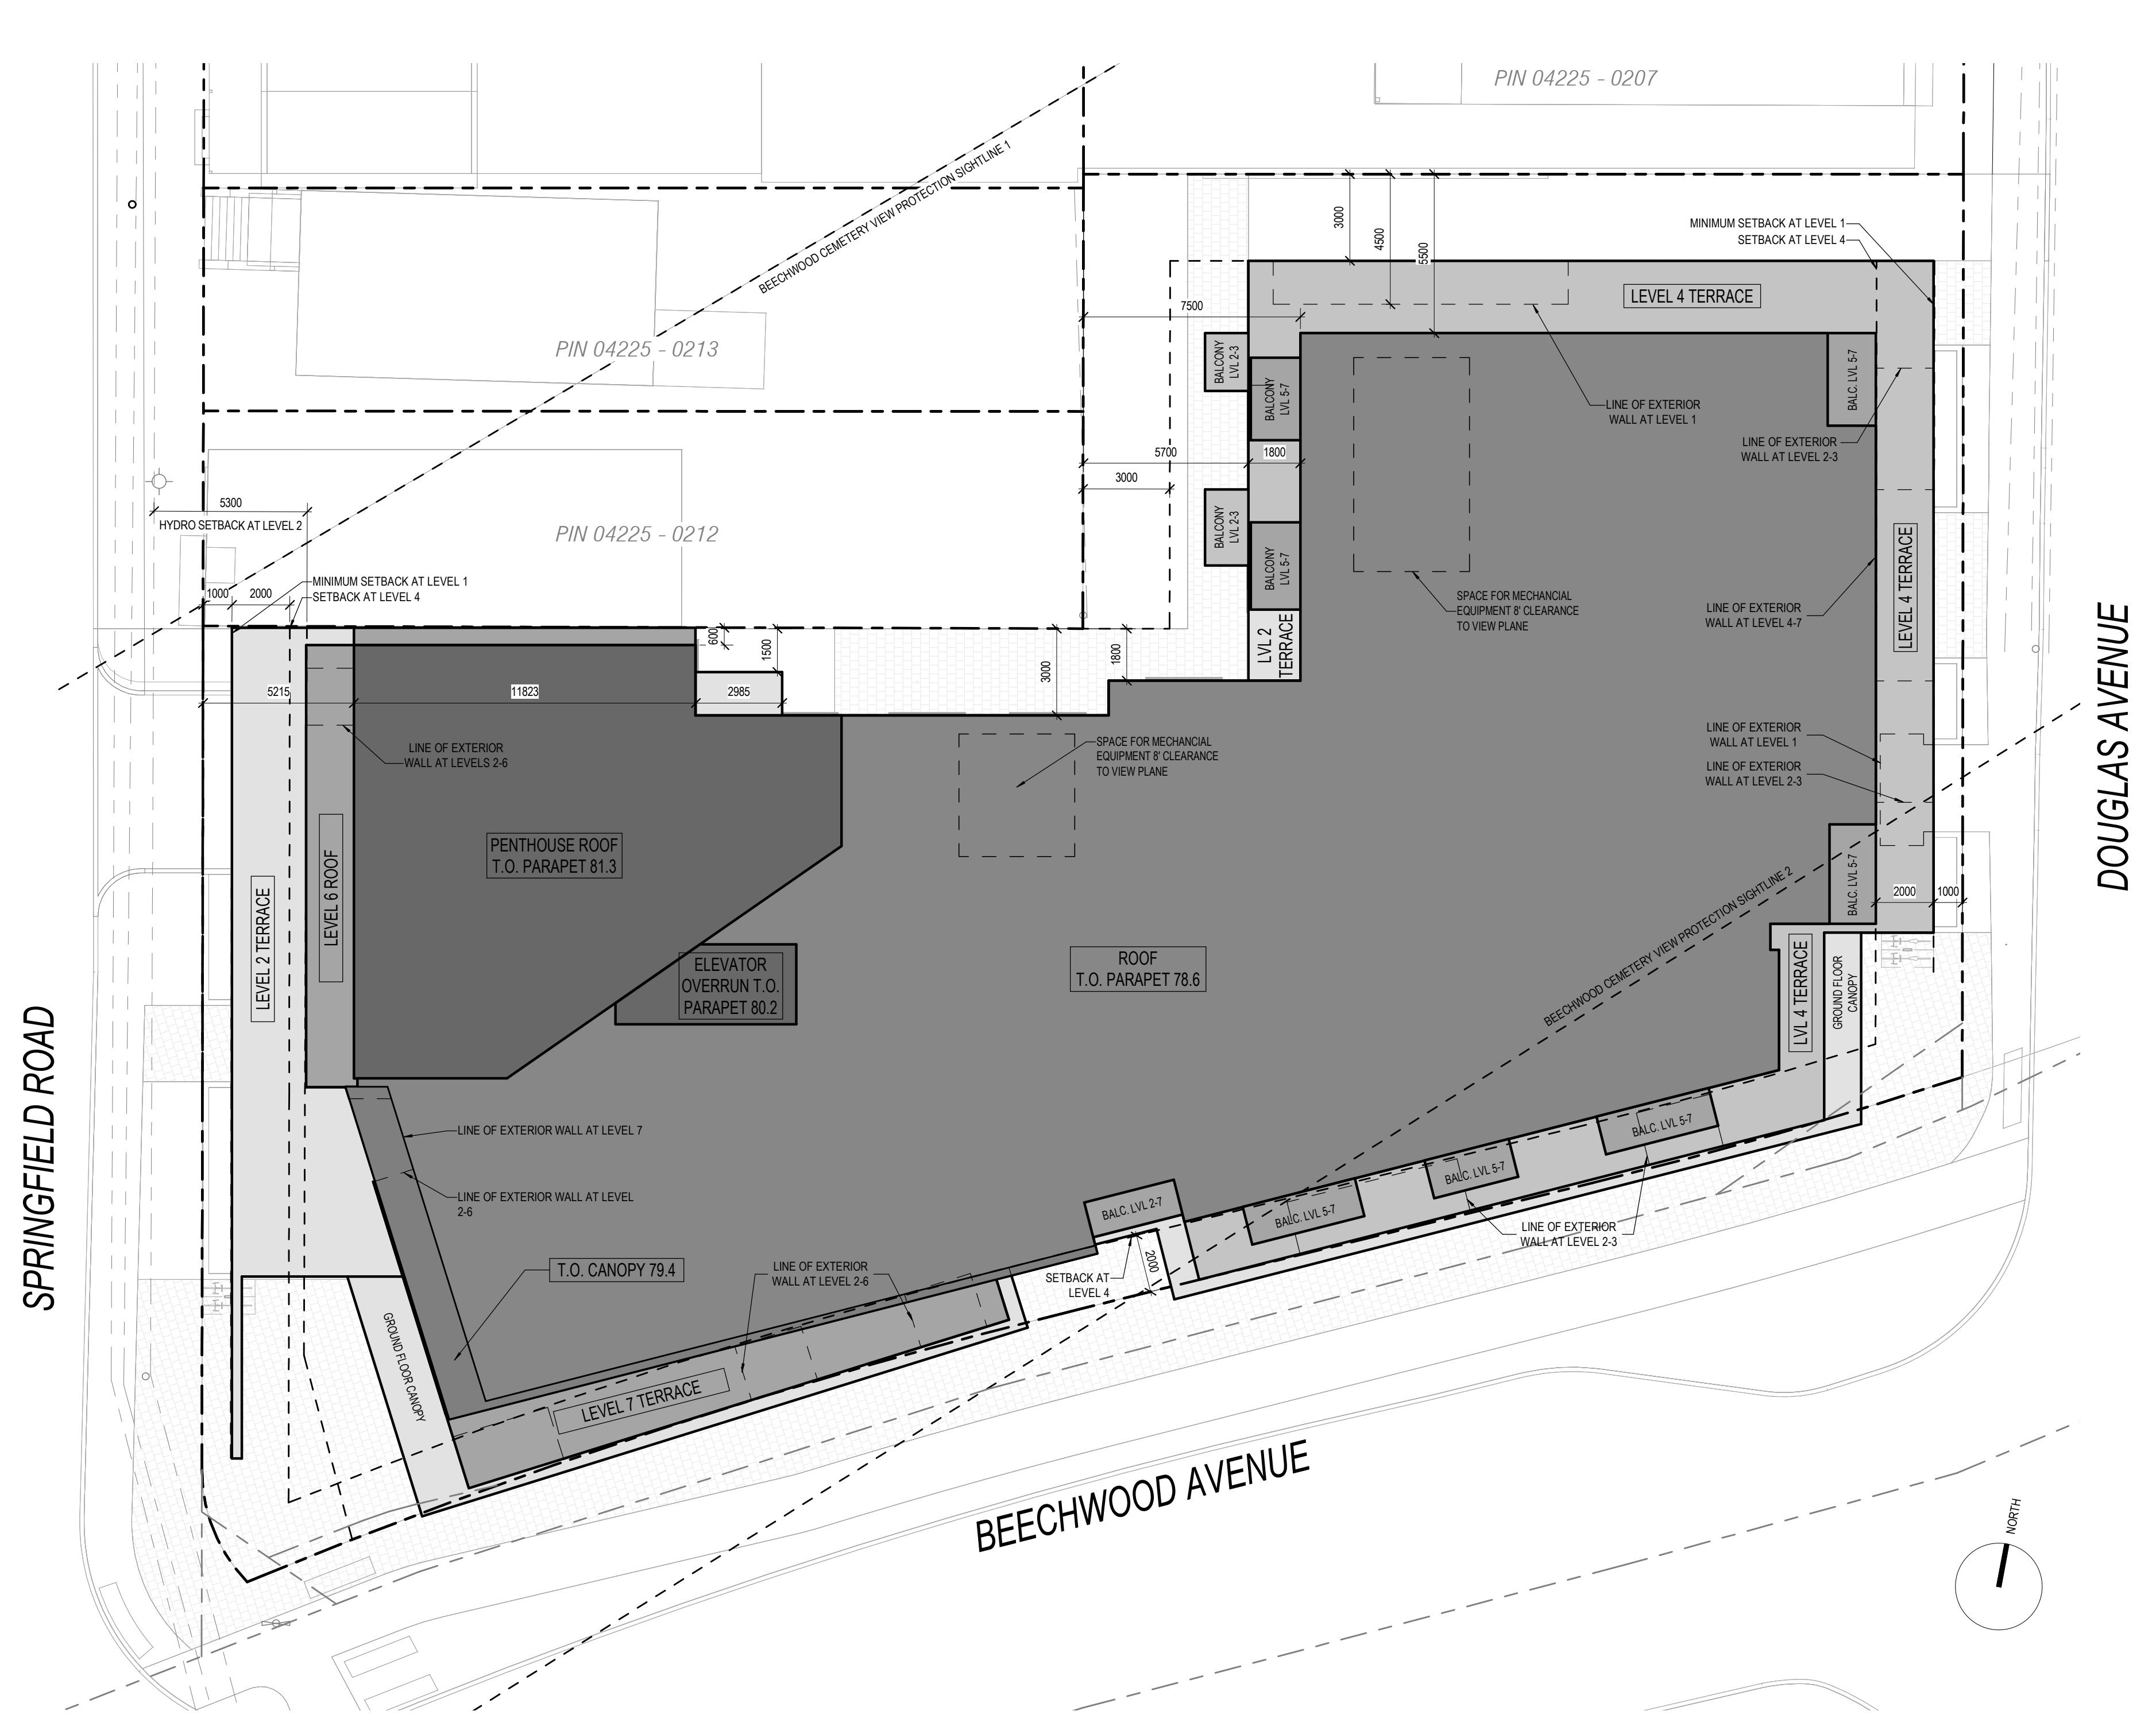 PIN 04225 - 0207
BEECHWOOD CEMETERY VIEW PROTECTION SIGHTLINE 1
3000
4500
5500
MINIMUM SETBACK AT LEVEL 1
SETBACK AT LEVEL 4
LEVEL 4 TERRACE
7500
PIN 04225 - 0213
BALCONY
LVL 2-3
BALCONY
LVL 5-7
BALC. LVL 5-7
LINE OF EXTERIOR
WALL AT LEVEL 1
LINE OF EXTERIOR
WALL AT LEVEL 2-3
5700
1800
3000
5300
HYDRO SETBACK AT LEVEL 2
PIN 04225 - 0212
BALCONY
LVL 2-3
BALCONY
LVL 5-7
LEVEL 4 TERRACE
MINIMUM SETBACK AT LEVEL 1
SETBACK AT LEVEL 4
1000
2000
SPACE FOR MECHANCIAL
EQUIPMENT 8' CLEARANCE
TO VIEW PLANE
LINE OF EXTERIOR
WALL AT LEVEL 4-7
LVL 2
TERRACE
600
1500
3000
1800
5215
11823
2985
LINE OF EXTERIOR
WALL AT LEVELS 2-6
SPACE FOR MECHANCIAL
EQUIPMENT 8' CLEARANCE
TO VIEW PLANE
LINE OF EXTERIOR
WALL AT LEVEL 1
LINE OF EXTERIOR
WALL AT LEVEL 2-3
DOUGLAS AVENUE
PENTHOUSE ROOF
T.O. PARAPET 81.3
LEVEL 6 ROOF
LEVEL 2 TERRACE
BALC. LVL 5-7
2000
1000
BEECHWOOD CEMETERY VIEW PROTECTION SIGHTLINE 2
ELEVATOR
OVERRUN T.O.
PARAPET 80.2
ROOF
T.O. PARAPET 78.6
LVL 4 TERRACE
GROUND FLOOR
CANOPY
SPRINGFIELD ROAD
LINE OF EXTERIOR WALL AT LEVEL 7
LINE OF EXTERIOR WALL AT LEVEL
2-6
BALC. LVL 5-7
BALC. LVL 5-7
BALC. LVL 5-7
BALC. LVL 2-7
LINE OF EXTERIOR
WALL AT LEVEL 2-3
T.O. CANOPY 79.4
LINE OF EXTERIOR
WALL AT LEVEL 2-6
SETBACK AT
LEVEL 4
2000
GROUND FLOOR CANOPY
LEVEL 7 TERRACE
BEECHWOOD AVENUE
NORTH